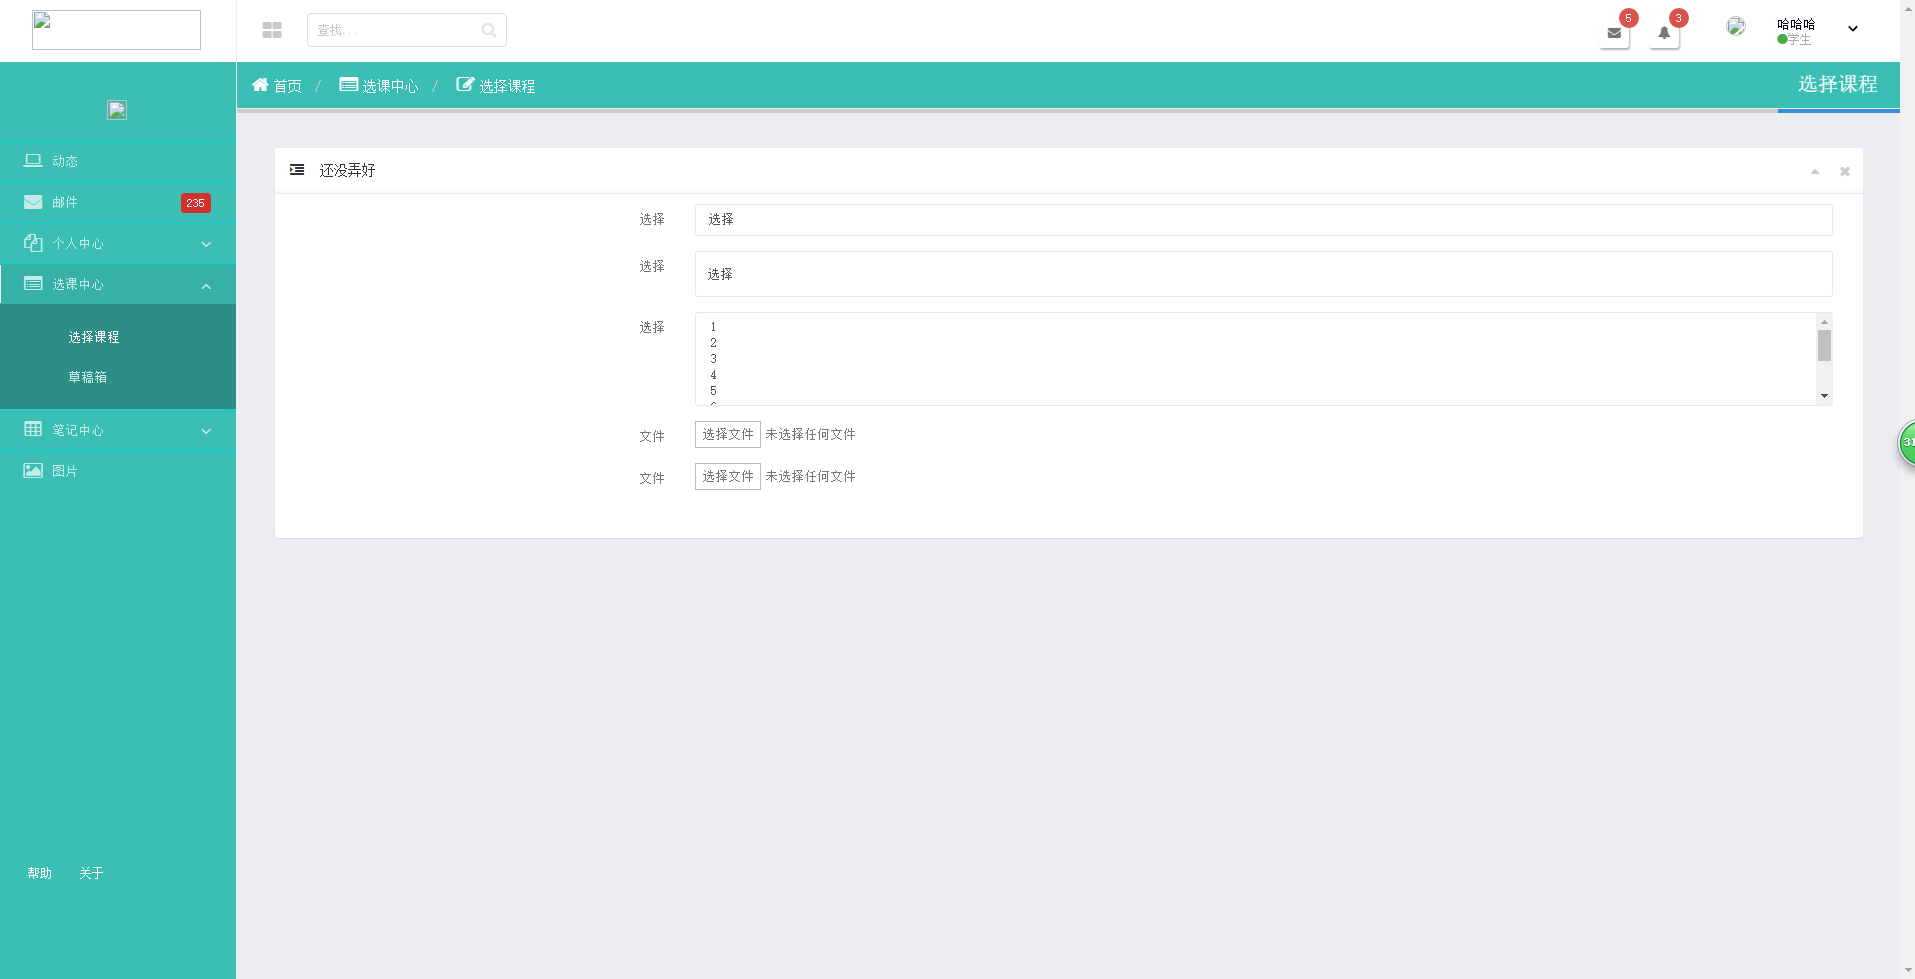 查找...
5
3
哈哈哈
学生
首页 / 选课中心 / 选择课程
选择课程
动态
邮件 235
个人中心
选课中心
选择课程
草稿箱
笔记中心
图片
帮助 关于
还没弄好
选择 选择
选择 选择
选择 1
2
3
4
5
文件 选择文件 未选择任何文件
文件 选择文件 未选择任何文件